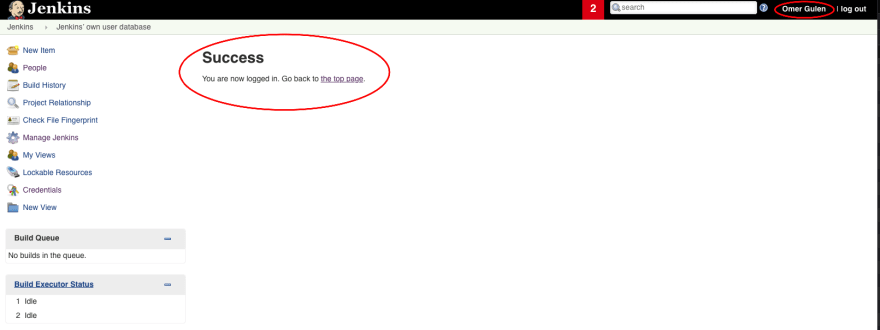 Jenkins
2 search Omer Gulen | log out
Jenkins › Jenkins' own user database
New Item
People
Build History
Project Relationship
Check File Fingerprint
Manage Jenkins
My Views
Lockable Resources
Credentials
New View
Success
You are now logged in. Go back to the top page.
Build Queue
No builds in the queue.
Build Executor Status
1 Idle
2 Idle